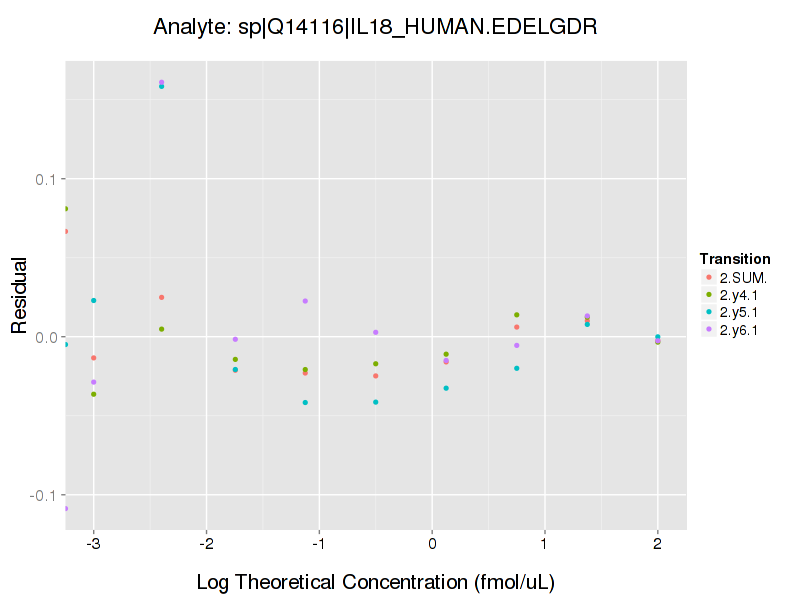 Analyte: sp|Q14116|IL18_HUMAN.EDELGDR
Residual
0.1
0.0
-0.1
-3 -2 -1 0 1 2
Log Theoretical Concentration (fmol/uL)
Transition
2.SUM.
2.y4.1
2.y5.1
2.y6.1